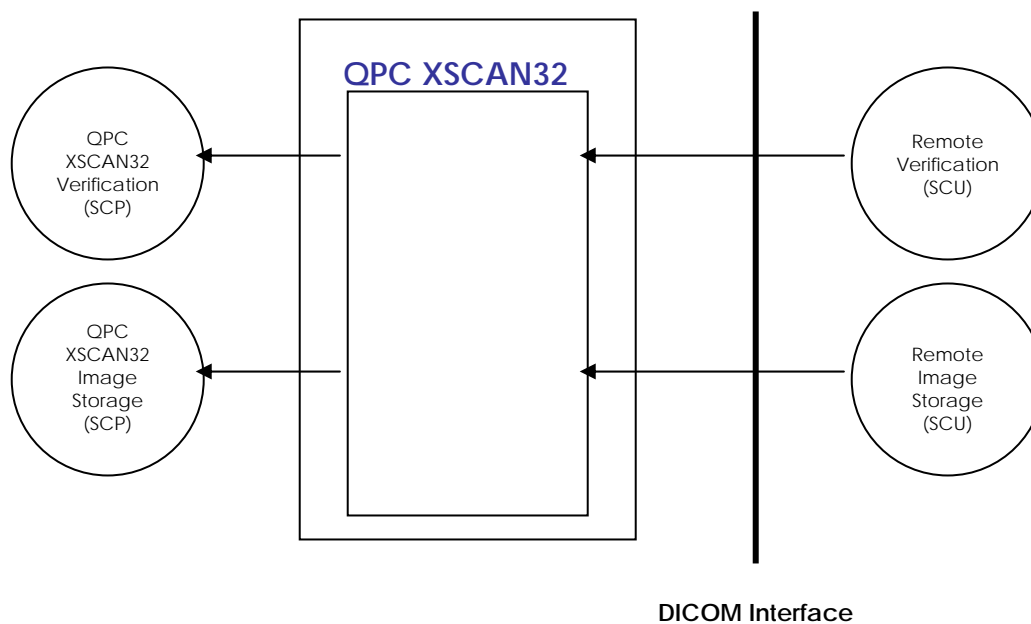 QPC XSCAN32
QPC
XSCAN32
Verification
(SCP)
Remote
Verification
(SCU)
QPC
XSCAN32
Image
Storage
(SCP)
Remote
Image
Storage
(SCU)
DICOM Interface